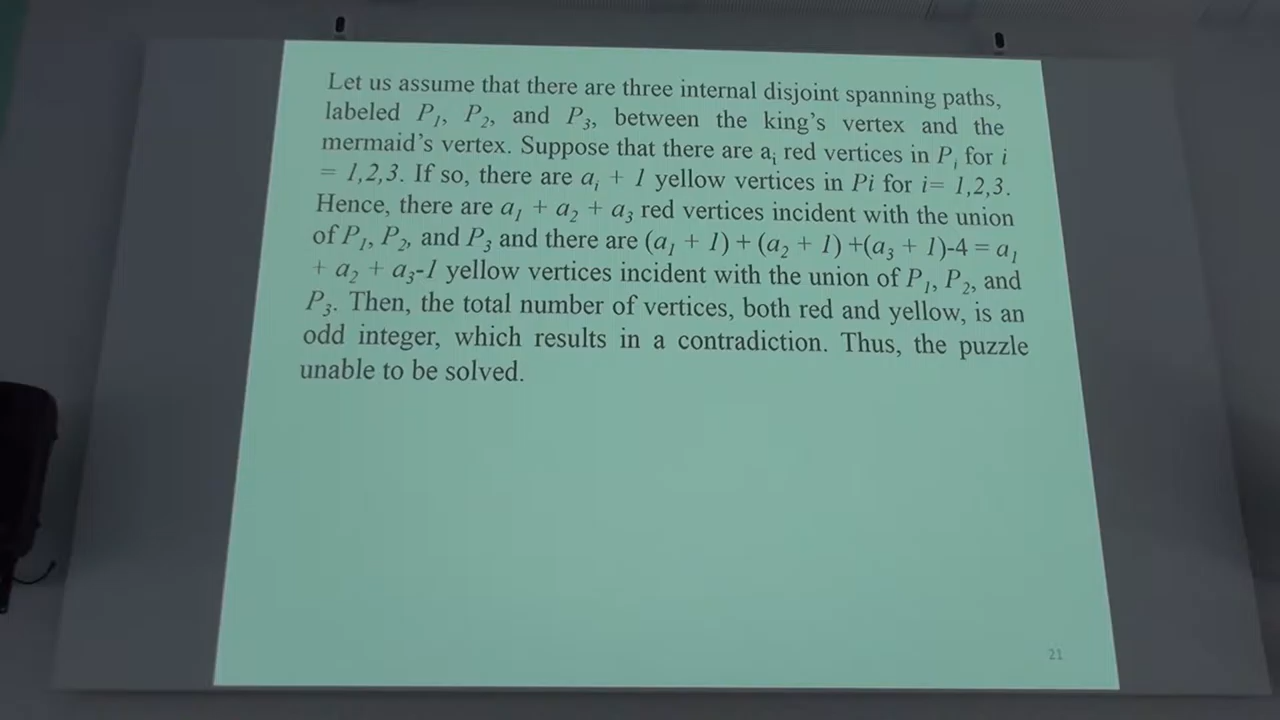 Let us assume that there are three internal disjoint spanning paths,
labeled P1, P2, and P3, between the king's vertex and the
mermaid's vertex. Suppose that there are ai red vertices in Pi for i
= 1,2,3. If so, there are ai + 1 yellow vertices in Pi for i= 1,2,3.
Hence, there are a1 + a2 + a3 red vertices incident with the union
of P1, P2, and P3 and there are (a1 + 1) + (a2 + 1) +(a3 + 1)-4 = a1
+ a2 + a3-1 yellow vertices incident with the union of P1, P2, and
P3. Then, the total number of vertices, both red and yellow, is an
odd integer, which results in a contradiction. Thus, the puzzle
unable to be solved.
21